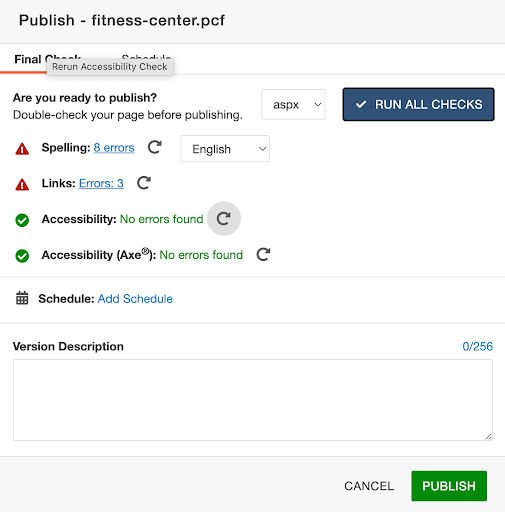 Publish - fitness-center.pcf
Final Check Schedule
Rerun Accessibility Check
Are you ready to publish?
Double-check your page before publishing.
aspx
RUN ALL CHECKS
Spelling: 8 errors
English
Links: Errors: 3
Accessibility: No errors found
Accessibility (Axe®): No errors found
Schedule: Add Schedule
Version Description
0/256
CANCEL
PUBLISH